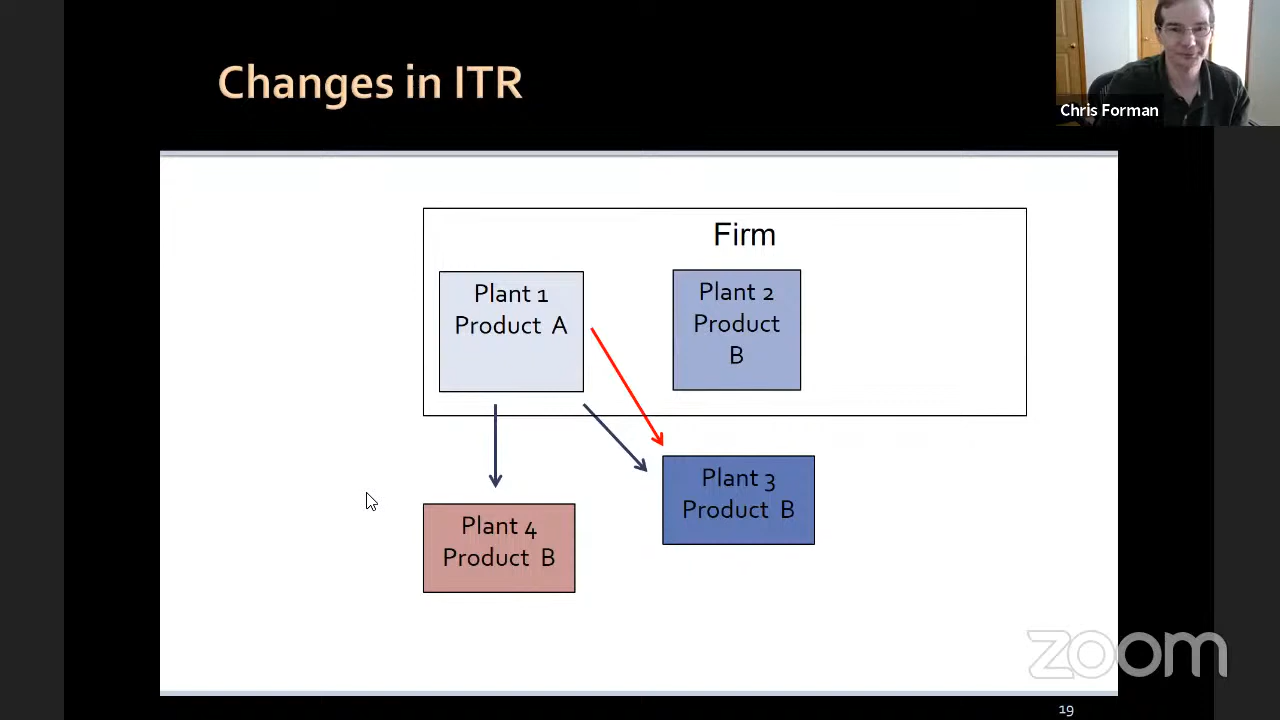 Changes in ITR
Chris Forman
Firm
Plant 1
Product A
Plant 2
Product
B
Plant 3
Product B
Plant 4
Product B
zoom
19